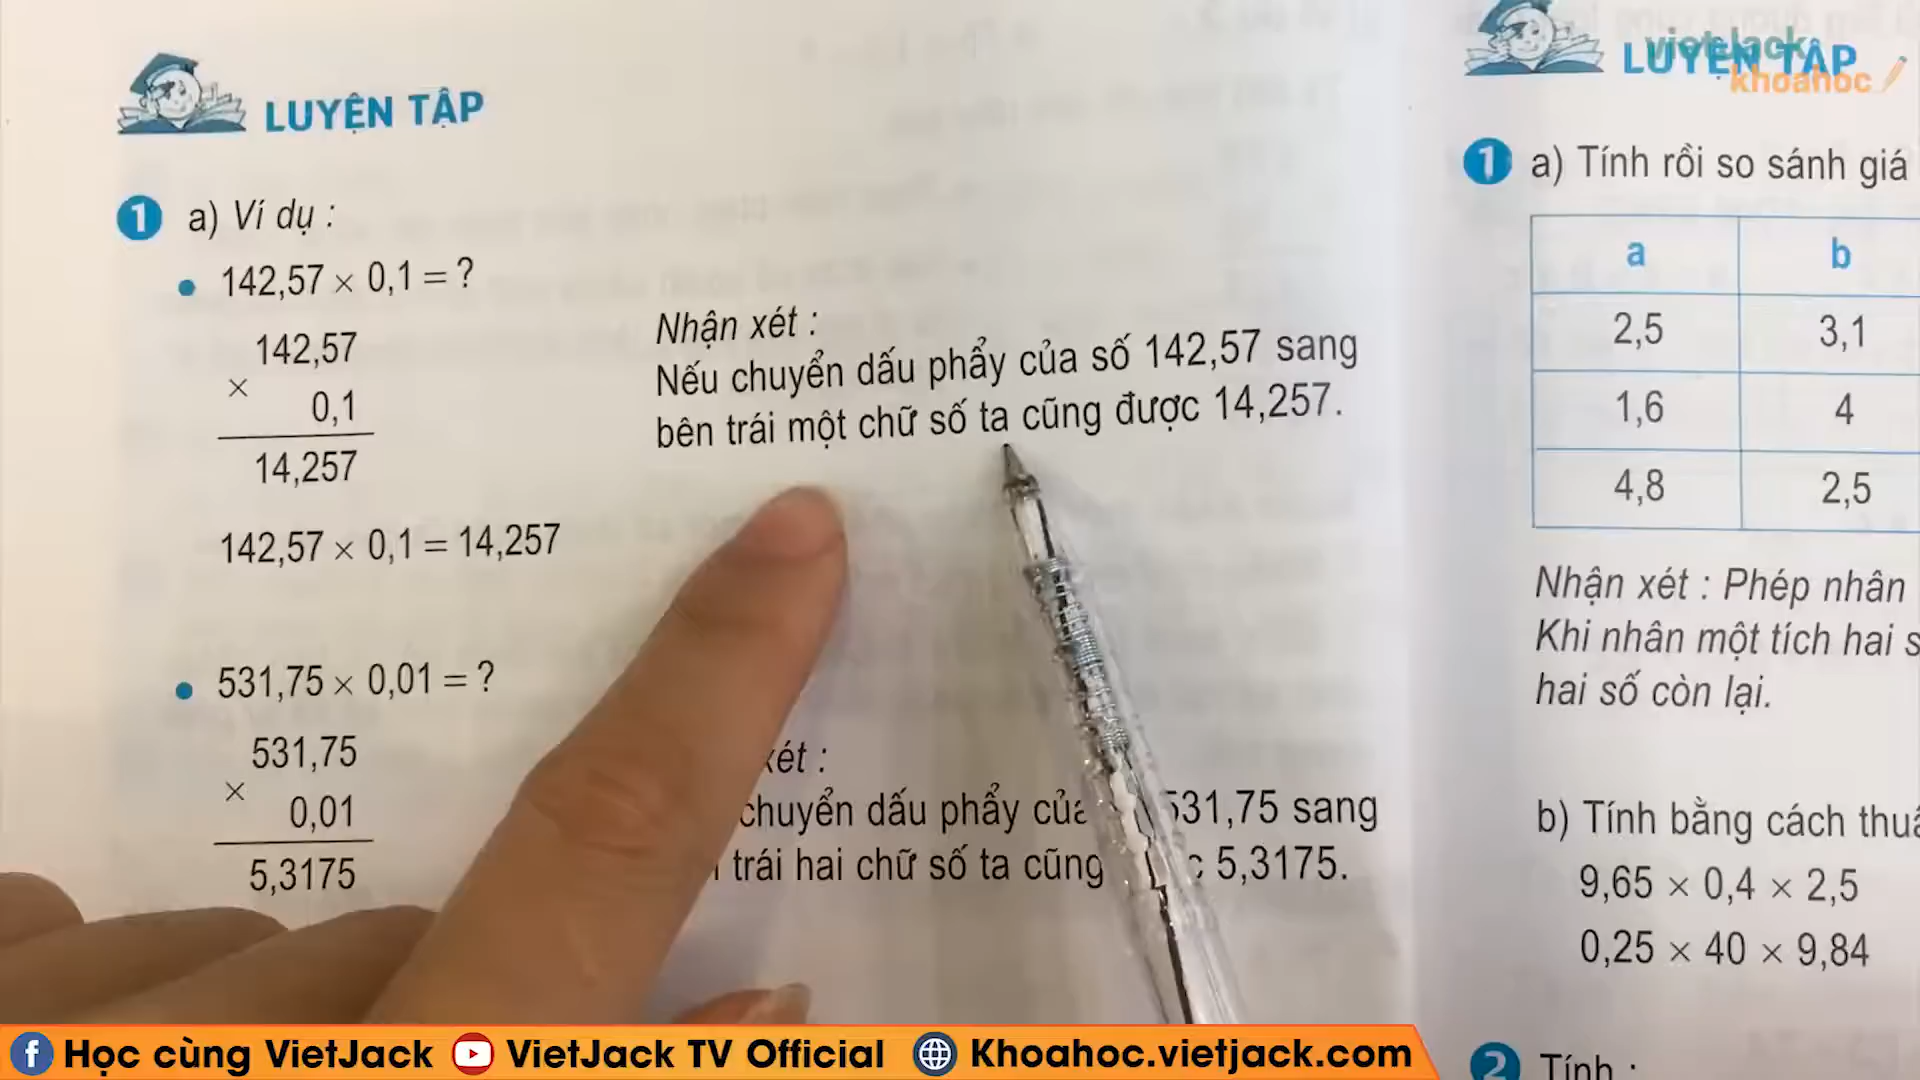 LUYỆN TẬP
1 a) Ví dụ :
• 142,57 × 0,1 = ?
142,57
×
0,1
14,257
142,57 × 0,1 = 14,257
Nhận xét :
Nếu chuyển dấu phẩy của số 142,57 sang
bên trái một chữ số ta cũng được 14,257.
• 531,75 × 0,01 = ?
531,75
×
0,01
5,3175
xét :
chuyển dấu phẩy của 531,75 sang
trái hai chữ số ta cũng 5,3175.
LUYỆN TẬP
vietJack
khoahoc
1 a) Tính rồi so sánh giá
a b
2,5 3,1
1,6 4
4,8 2,5
Nhận xét : Phép nhân
Khi nhân một tích hai
hai số còn lại.
b) Tính bằng cách
9,65 × 0,4 × 2,5
0,25 × 40 × 9,84
2 Tính :
Học cùng VietJack VietJack TV Official Khoahoc.vietjack.com